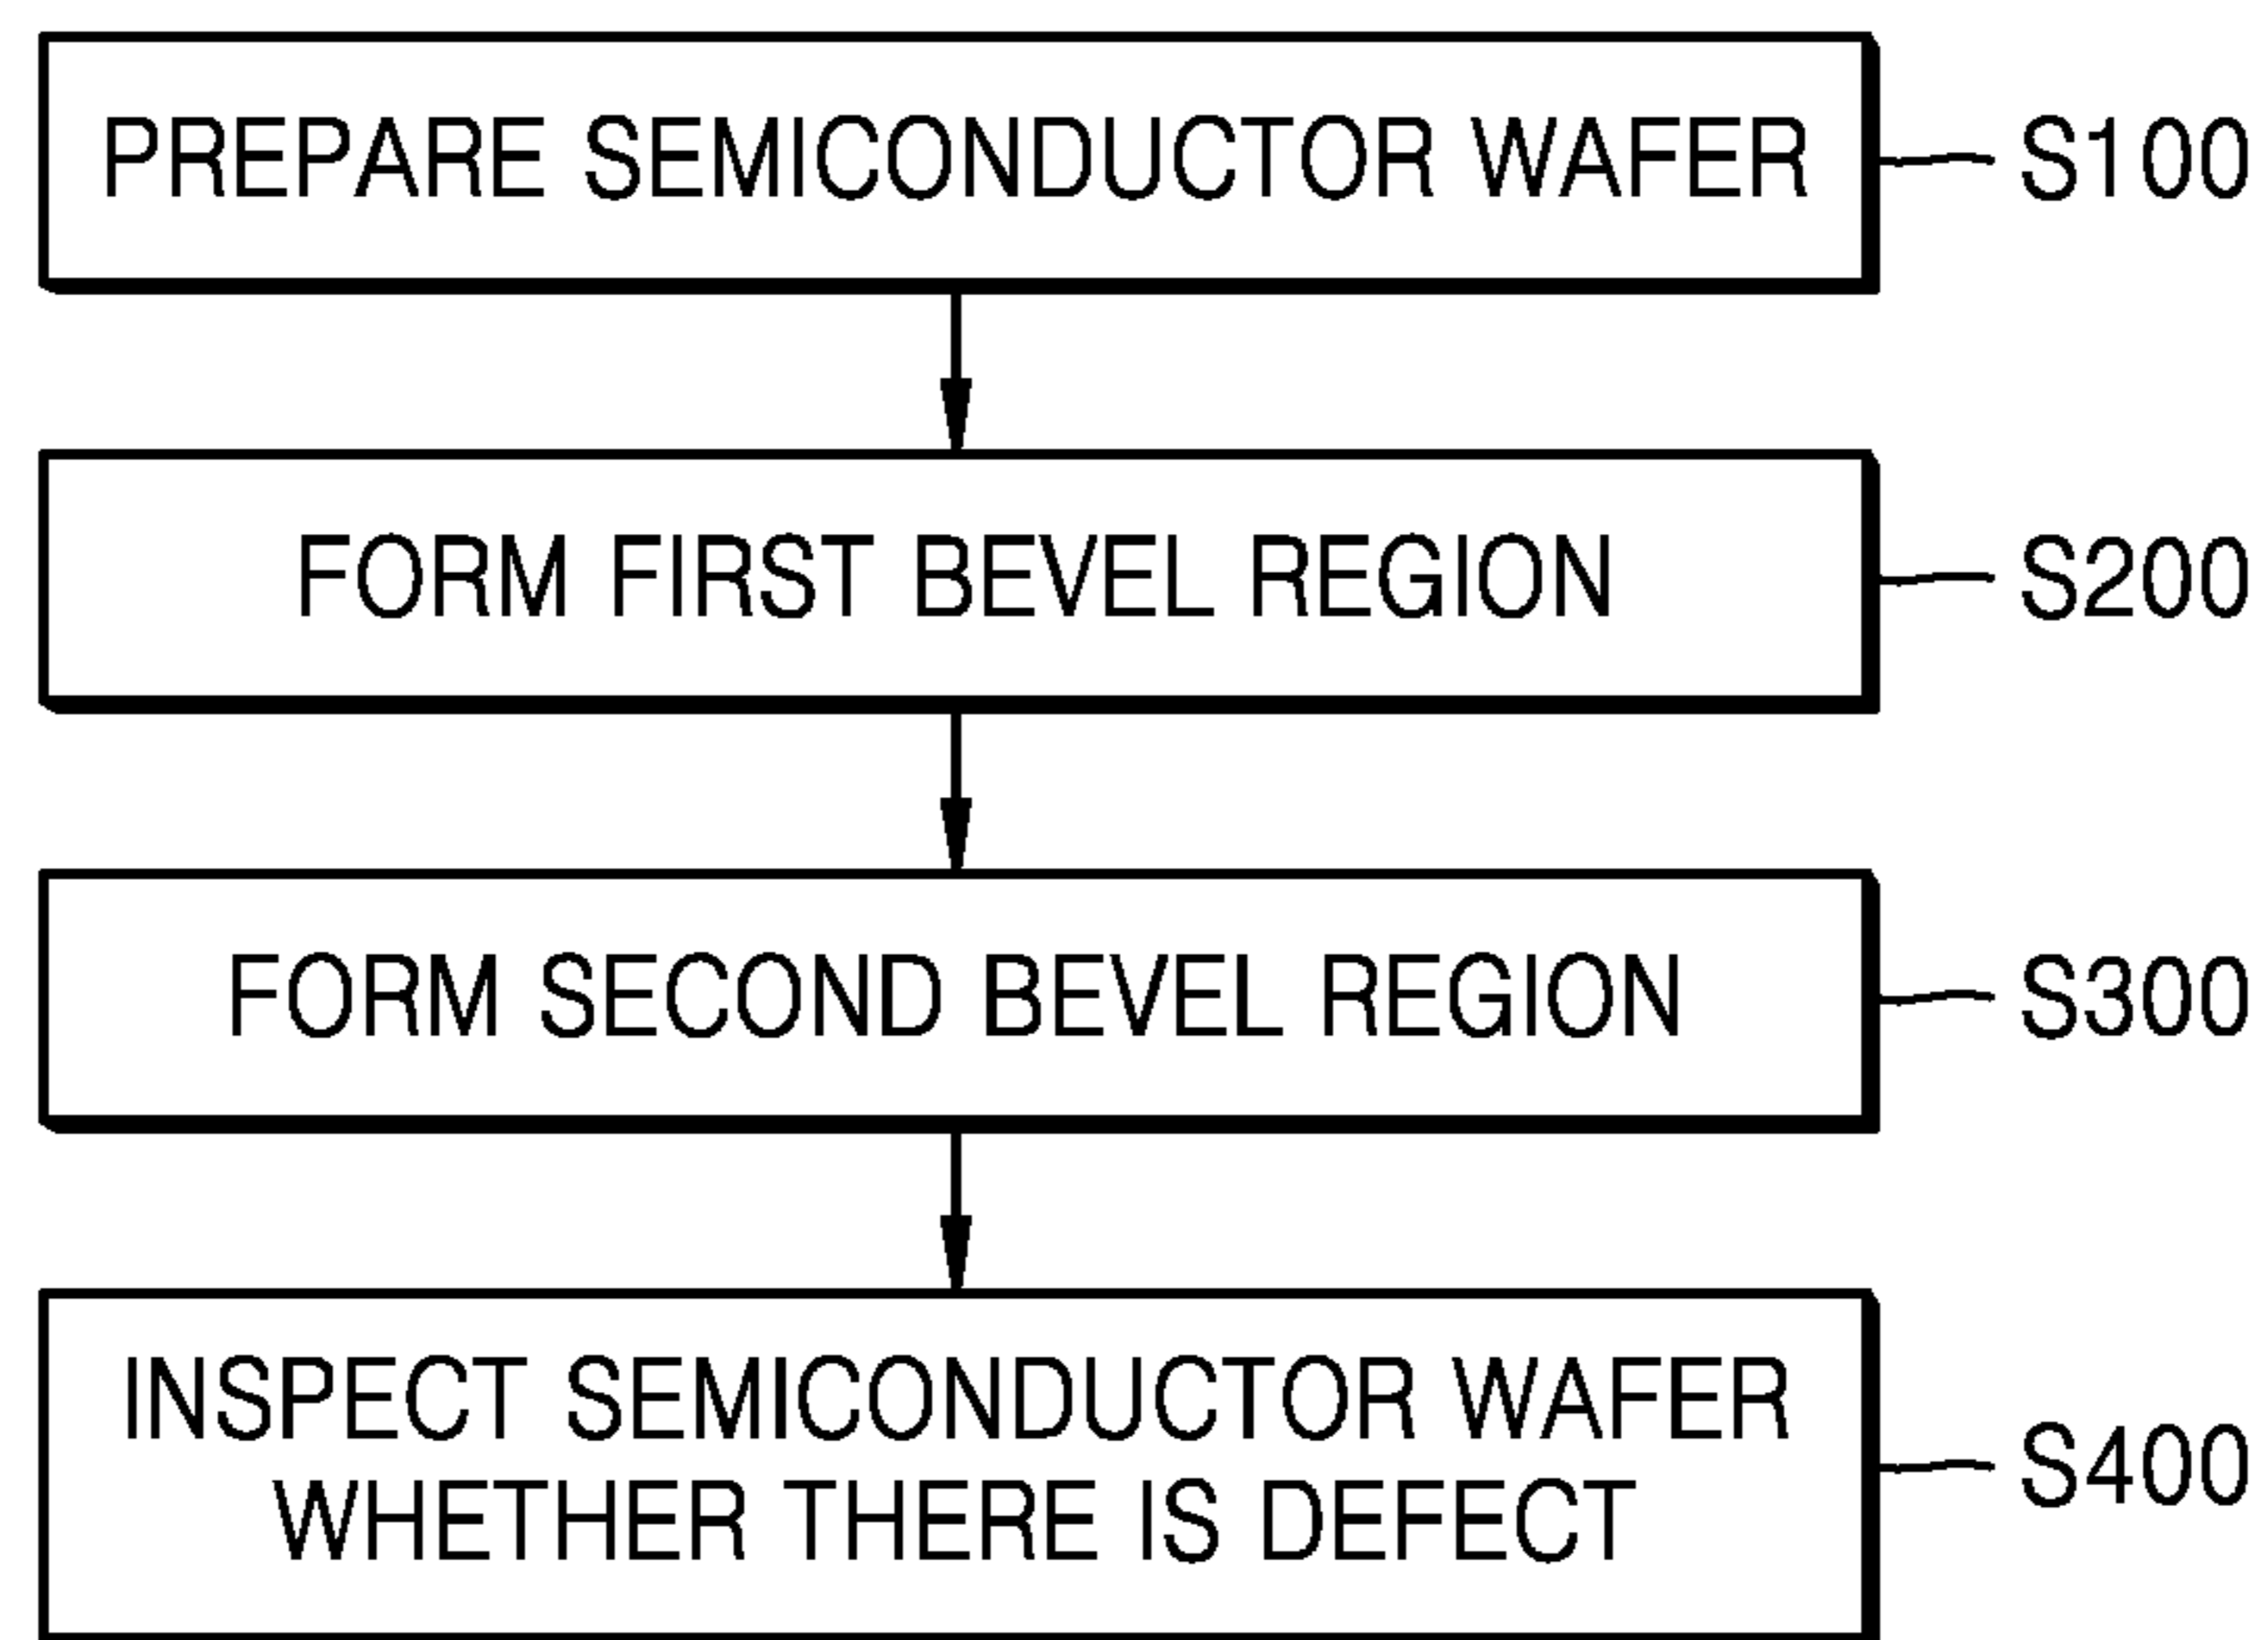 PREPARE SEMICONDUCTOR WAFER S100
FORM FIRST BEVEL REGION S200
FORM SECOND BEVEL REGION S300
INSPECT SEMICONDUCTOR WAFER
WHETHER THERE IS DEFECT
S400